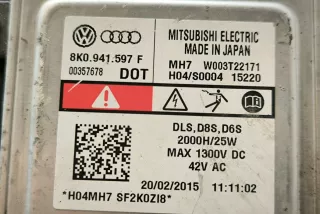 8K0.941.597 F
00357678 DOT
MITSUBISHI ELECTRIC
MADE IN JAPAN
MH7 W003T22171
H04/S0004 15220
DLS,D8S,D6S
2000H/25W
MAX 1300V DC
42V AC
20/02/2015 11:11:02
*H04MH7 SF2K0ZI8*